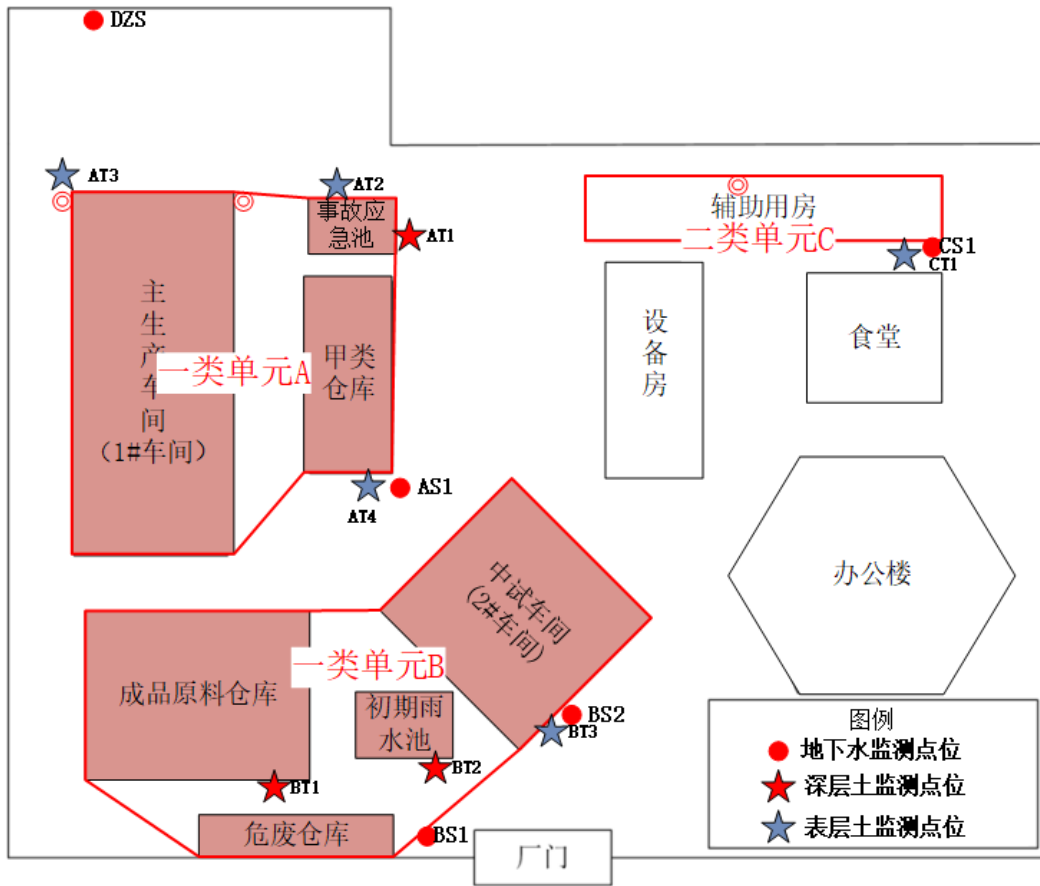 DZS
AT3
AT2
事故应
急池
AT1
辅助用房
二类单元C
CS1
CT1
主
生
产
车
间
(1#车间)
一类单元A
甲类
仓库
设
备
房
食堂
AT4
AS1
中试车间
(2#车间)
办公楼
成品原料仓库
一类单元B
初期雨
水池
BS2
BT3
BT2
BT1
危废仓库
BS1
厂门
图例
地下水监测点位
深层土监测点位
表层土监测点位